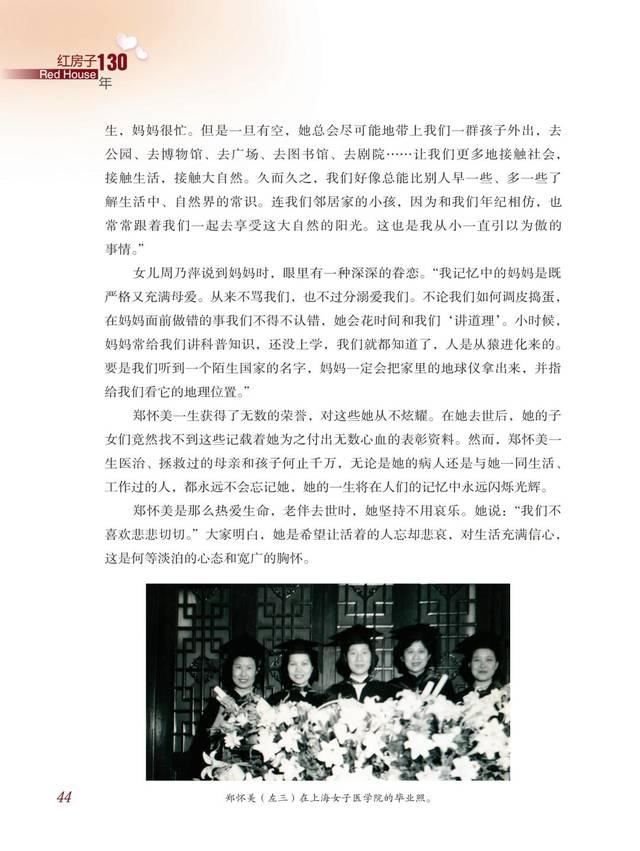 红房子130年
Red House
生，妈妈很忙。但是一旦有空，她总会尽可能地带上我们一群孩子外出，去
公园、去博物馆、去广场、去图书馆、去剧院……让我们更多地接触社会，
接触生活，接触大自然。久而久之，我们好像总能比别人早一些、多一些了
解生活中、自然界的常识。连我们邻居家的小孩，因为和我们年纪相仿，也
常常跟着我们一起去享受这大自然的阳光。这也是我从小一直引以为傲的
事情。”
女儿周乃萍说到妈妈时，眼里有一种深深的眷恋。“我记忆中的妈妈是既
严格又充满母爱。从来不骂我们，也不过分溺爱我们。不论我们如何调皮捣蛋，
在妈妈面前做错的事我们不得不认错，她会花时间和我们‘讲道理’。小时候，
妈妈常给我们讲科普知识，还没上学，我们就都知道了，人是从猿进化来的。
要是我们听到一个陌生国家的名字，妈妈一定会把家里的地球仪拿出来，并指
给我们看它的地理位置。”
郑怀美一生获得了无数的荣誉，对这些她从不炫耀。在她去世后，她的子
女们竟然找不到这些记载着她为之付出无数心血的表彰资料。然而，郑怀美一
生医治、拯救过的母亲和孩子何止千万，无论是她的病人还是与她一同生活、
工作过的人，都永远不会忘记她，她的一生将在人们的记忆中永远闪烁光辉。
郑怀美是那么热爱生命，老伴去世时，她坚持不用哀乐。她说：“我们不
喜欢悲悲切切。”大家明白，她是希望让活着的人忘却悲哀，对生活充满信心，
这是何等淡泊的心态和宽广的胸怀。
44
郑怀美（左三）在上海女子医学院的毕业照。